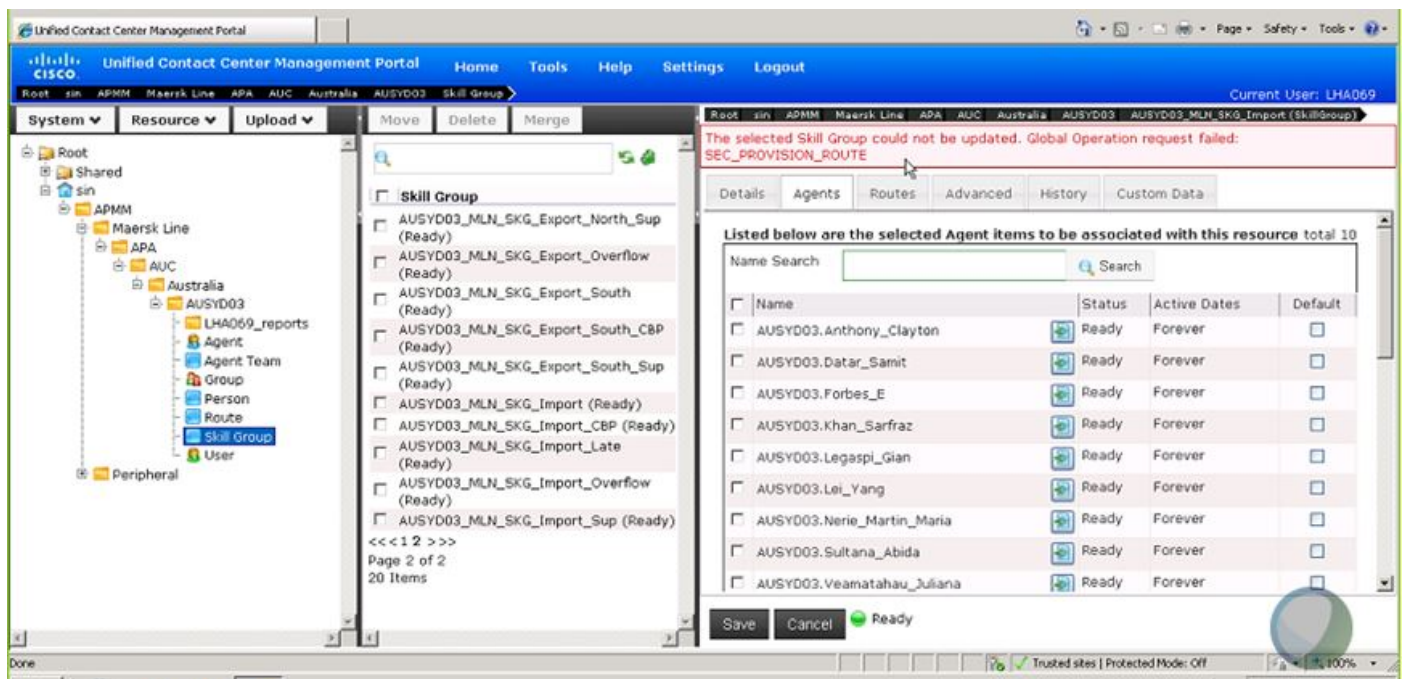 Unified Contact Center Management Portal
Page Safety Tools
CISCO Unified Contact Center Management Portal Home Tools Help Settings Logout
Root sin APMM Maersk Line APA AUC Australia AUSYD03 Skill Group
Current User: LHA069
System Resource Upload
Root
Shared
sin
APMM
Maersk Line
APA
AUC
Australia
AUSYD03
LHA069_reports
Agent
Agent Team
Group
Person
Route
Skill Group
User
Peripheral
Move Delete Merge
Skill Group
AUSYD03_MLN_SKG_Export_North_Sup
(Ready)
AUSYD03_MLN_SKG_Export_Overflow
(Ready)
AUSYD03_MLN_SKG_Export_South
(Ready)
AUSYD03_MLN_SKG_Export_South_CBP
(Ready)
AUSYD03_MLN_SKG_Export_South_Sup
(Ready)
AUSYD03_MLN_SKG_Import (Ready)
AUSYD03_MLN_SKG_Import_CBP (Ready)
AUSYD03_MLN_SKG_Import_Late
(Ready)
AUSYD03_MLN_SKG_Import_Overflow
(Ready)
AUSYD03_MLN_SKG_Import_Sup (Ready)
<<<1 2 >>>
Page 2 of 2
20 Items
Root sin APMM Maersk Line APA AUC Australia AUSYD03 AUSYD03_MLN_SKG_Import (SkillGroup)
The selected Skill Group could not be updated. Global Operation request failed:
SEC_PROVISION_ROUTE
Details Agents Routes Advanced History Custom Data
Listed below are the selected Agent items to be associated with this resource total 10
Name Search Search
Name Status Active Dates Default
AUSYD03.Anthony_Clayton Ready Forever
AUSYD03.Datar_Samit Ready Forever
AUSYD03.Forbes_E Ready Forever
AUSYD03.Khan_Sarfraz Ready Forever
AUSYD03.Legaspi_Gian Ready Forever
AUSYD03.Lei_Yang Ready Forever
AUSYD03.Nerie_Martin_Maria Ready Forever
AUSYD03.Sultana_Abida Ready Forever
AUSYD03.Veamatahau_Juliana Ready Forever
Save Cancel Ready
Done
Trusted sites | Protected Mode: Off
100%